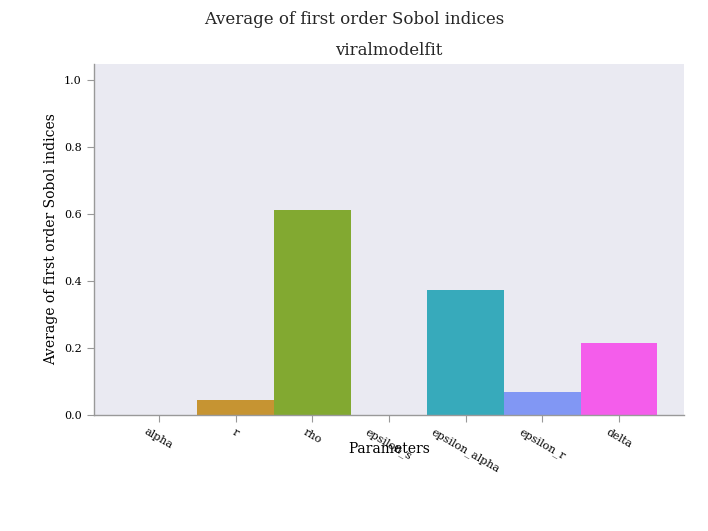 Average of first order Sobol indices
viralmodelfit
Average of first order Sobol indices
1.0
0.8
0.6
0.4
0.2
0.0
alpha
r
rho
epsilon_s
epsilon_alpha
epsilon_r
delta
Parameters